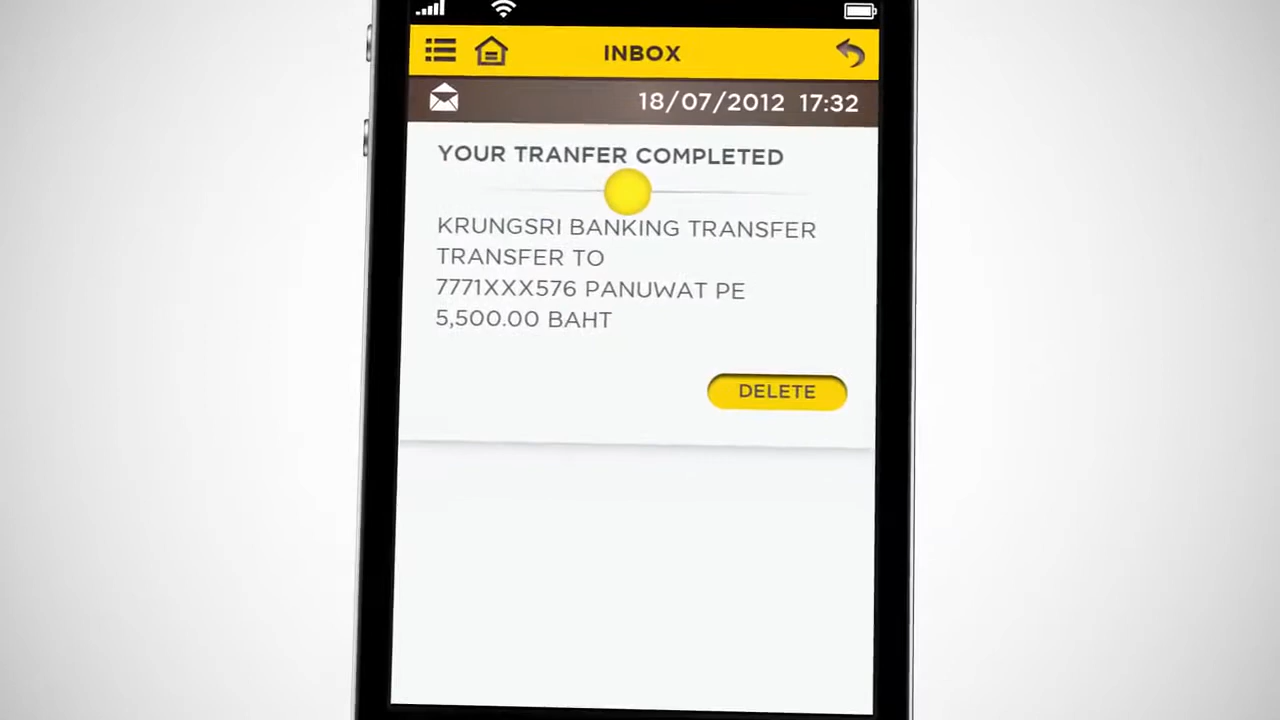 INBOX
18/07/2012 17:32
YOUR TRANFER COMPLETED
KRUNGSRI BANKING TRANSFER
TRANSFER TO
7771XXX576 PANUWAT PE
5,500.00 BAHT
DELETE